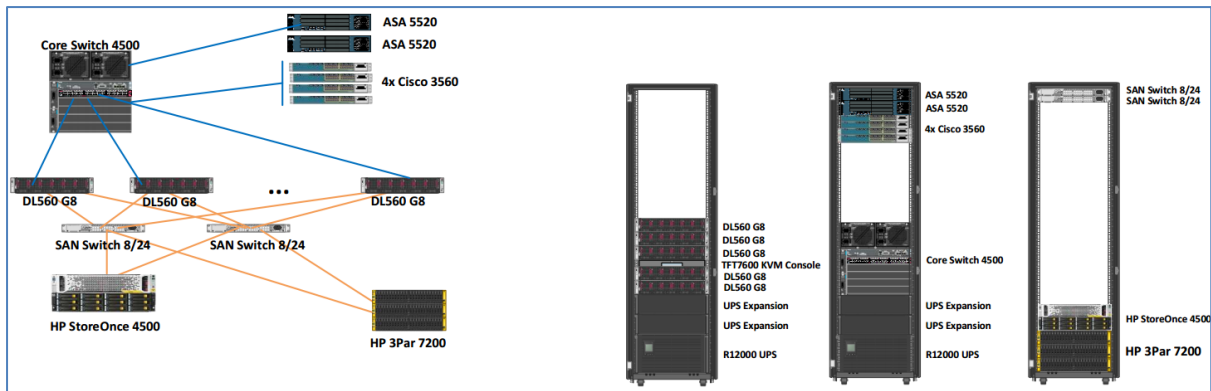 Core Switch 4500
ASA 5520
ASA 5520
4x Cisco 3560
DL560 G8
DL560 G8
...
DL560 G8
SAN Switch 8/24
SAN Switch 8/24
HP StoreOnce 4500
HP 3Par 7200
DL560 G8
DL560 G8
DL560 G8
TFT7600 KVM Console
DL560 G8
DL560 G8
UPS Expansion
UPS Expansion
R12000 UPS
ASA 5520
ASA 5520
4x Cisco 3560
Core Switch 4500
UPS Expansion
UPS Expansion
R12000 UPS
SAN Switch 8/24
SAN Switch 8/24
HP StoreOnce 4500
HP 3Par 7200